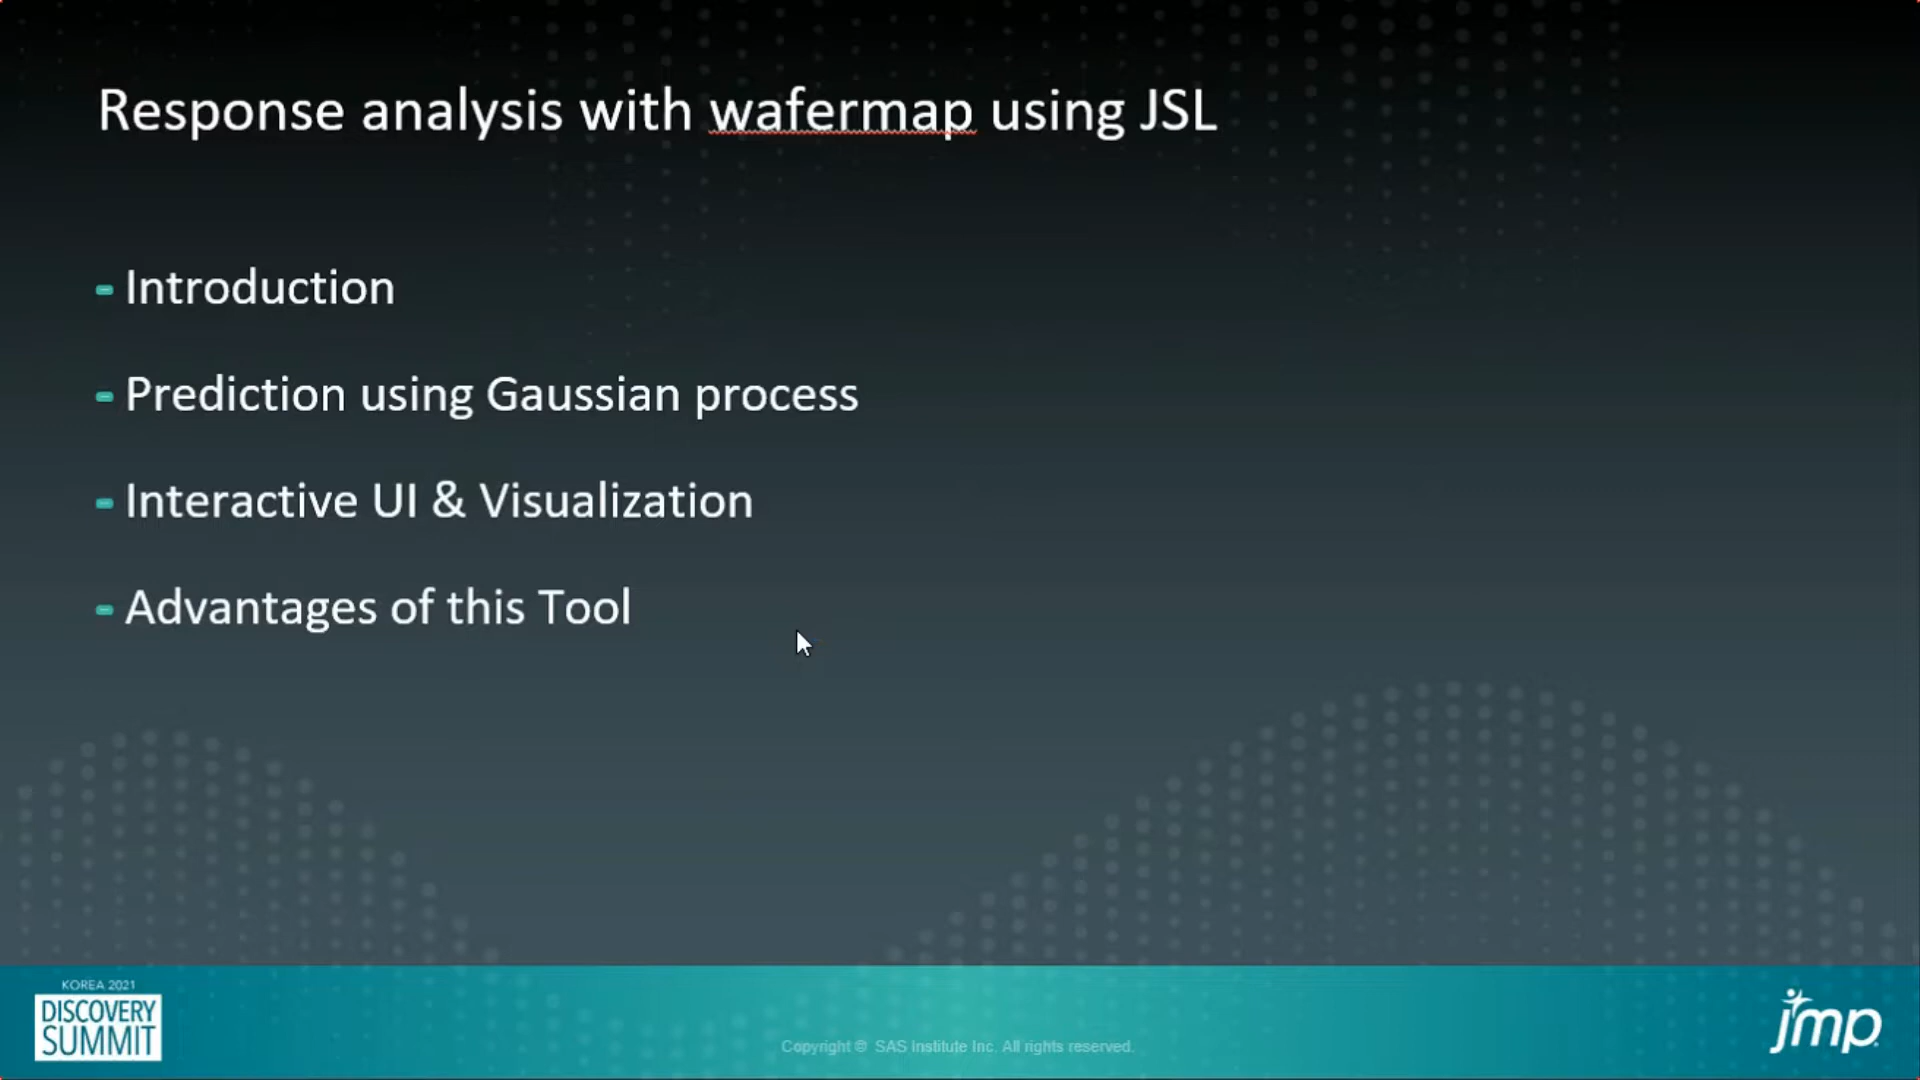 Response analysis with wafermap using JSL
- Introduction
- Prediction using Gaussian process
- Interactive UI & Visualization
- Advantages of this Tool
KOREA 2021
DISCOVERY
SUMMIT
Copyright © SAS Institute Inc. All rights reserved.
jmp